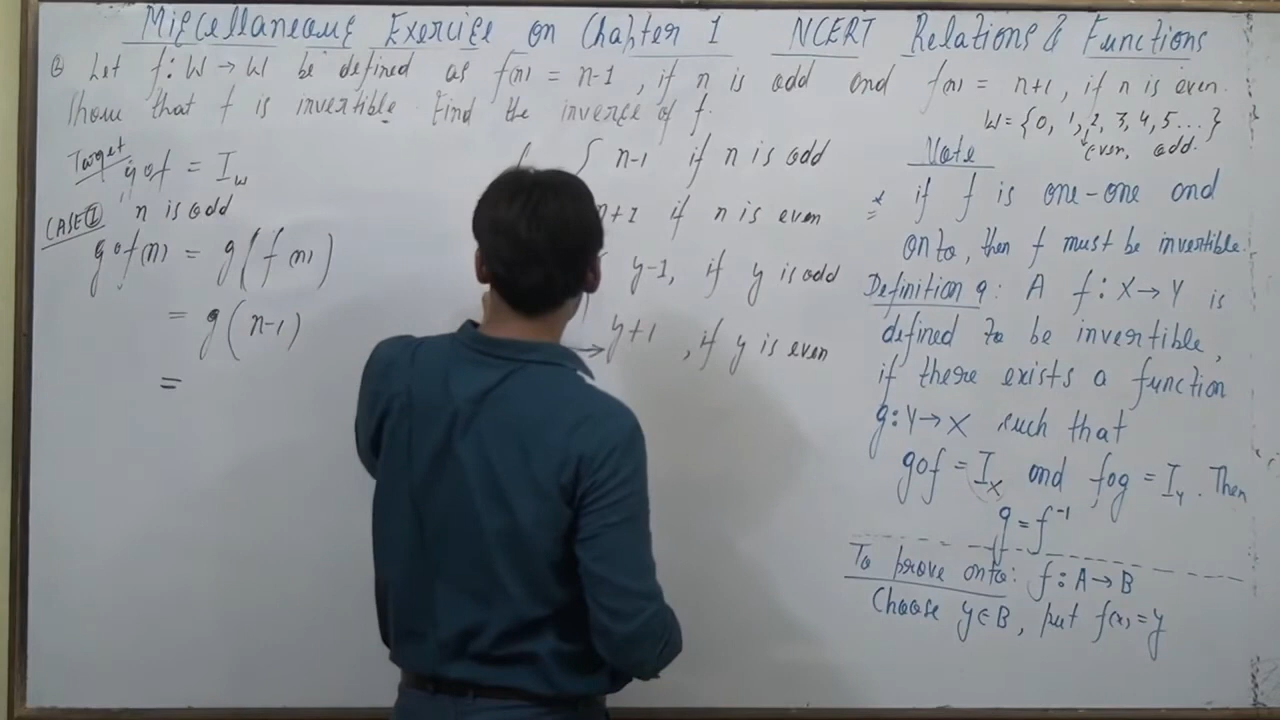 Miscellaneous Exercise on Chapter 1 NCERT Relations & Functions
Let f: W → W be defined as f(n) = n-1, if n is odd and f(n) = n+1, if n is even.
Show that f is invertible. Find the inverse of f.
W = {0, 1, 2, 3, 4, 5...}
even, odd.
Target gof = I_W
CASE I n is odd
gof(n) = g(f(n))
= g(n-1)
=
n-1 if n is odd
n+1 if n is even
y-1, if y is odd
→ y+1, if y is even
Note
* if f is one-one and
onto, then f must be invertible.
Definition 9: A f: X → Y is
defined to be invertible,
if there exists a function
g: Y → X such that
gof = I_X and fog = I_Y. Then
g = f⁻¹
To prove onto: f: A → B
Choose y∈B, put f(x) = y